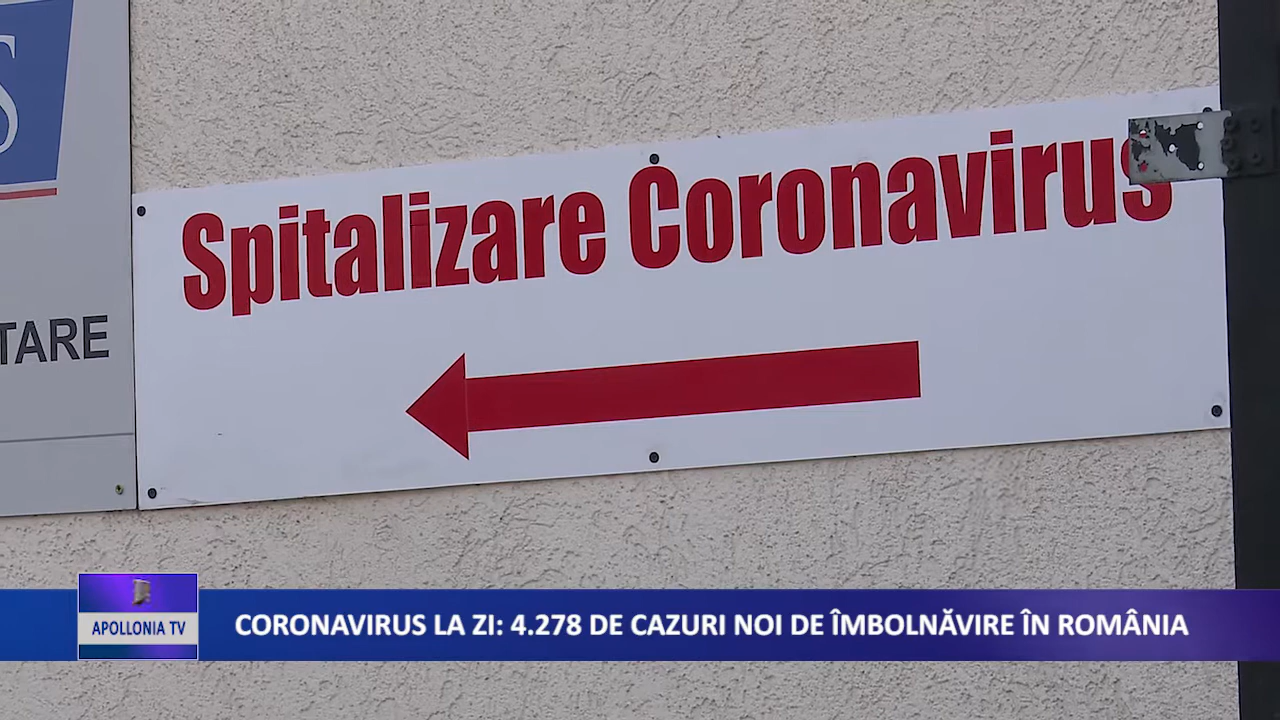 S
TARE
Spitalizare Coronavirus
APOLLONIA TV
CORONAVIRUS LA ZI: 4.278 DE CAZURI NOI DE ÎMBOLNĂVIRE ÎN ROMÂNIA